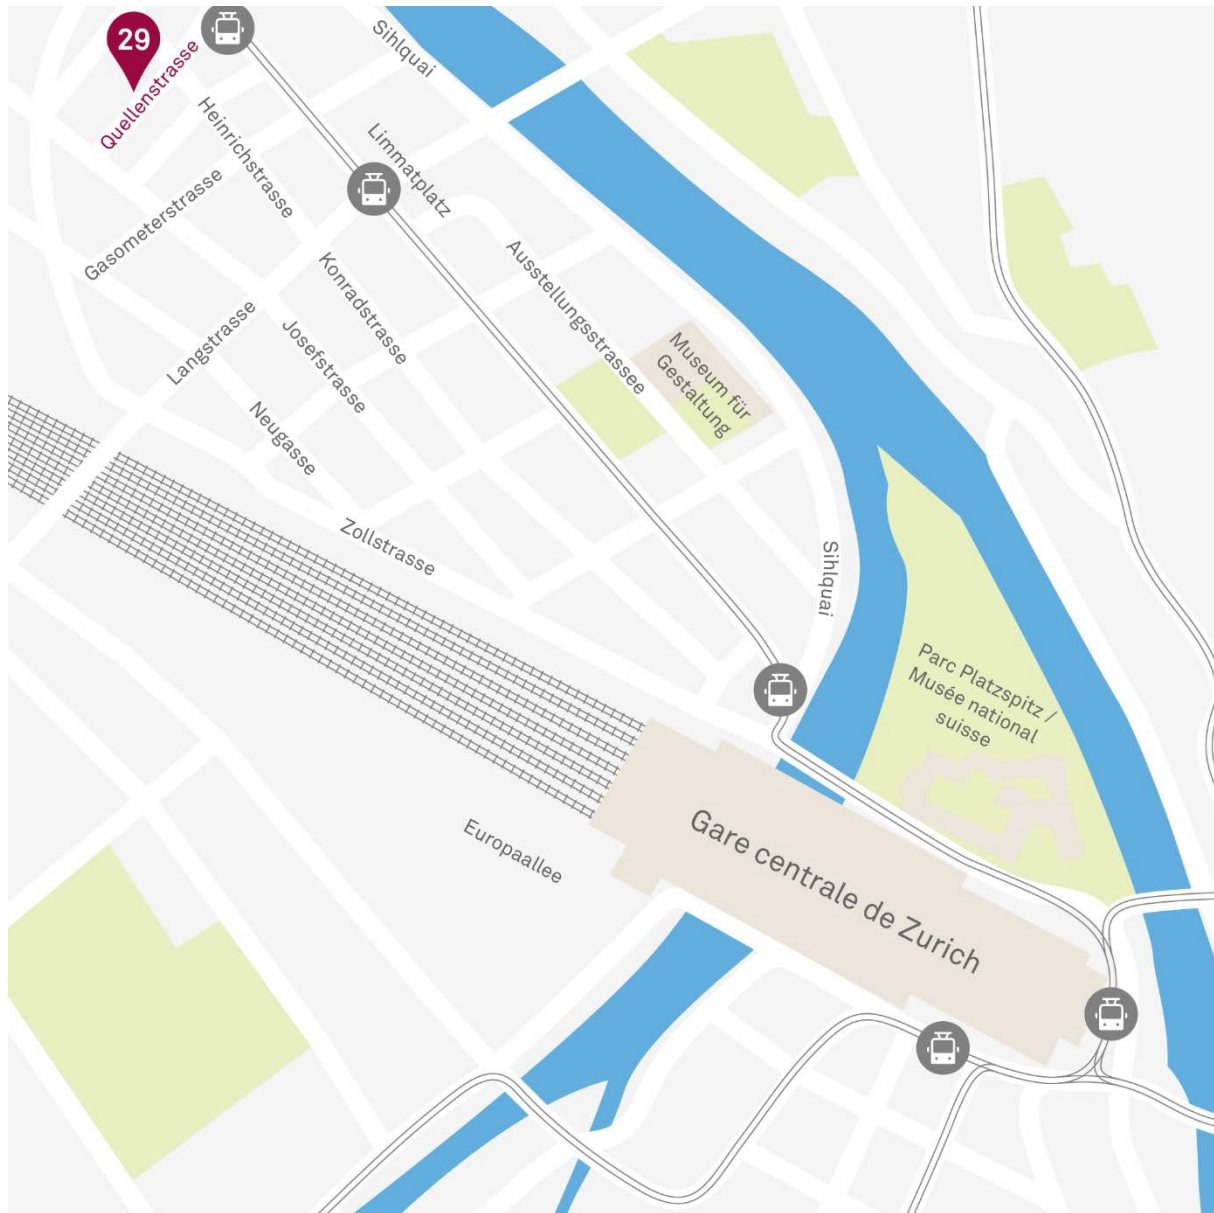 29
Quellenstrasse
Sihlquai
Heinrichstrasse
Limmatplatz
Gasometerstrasse
Ausstellungsstrassee
Konradstrasse
Langstrasse
Josefstrasse
Museum für
Gestaltung
Neugasse
Zollstrasse
Sihlquai
Parc Platzspitz /
Musée national
suisse
Europaallee
Gare centrale de Zurich